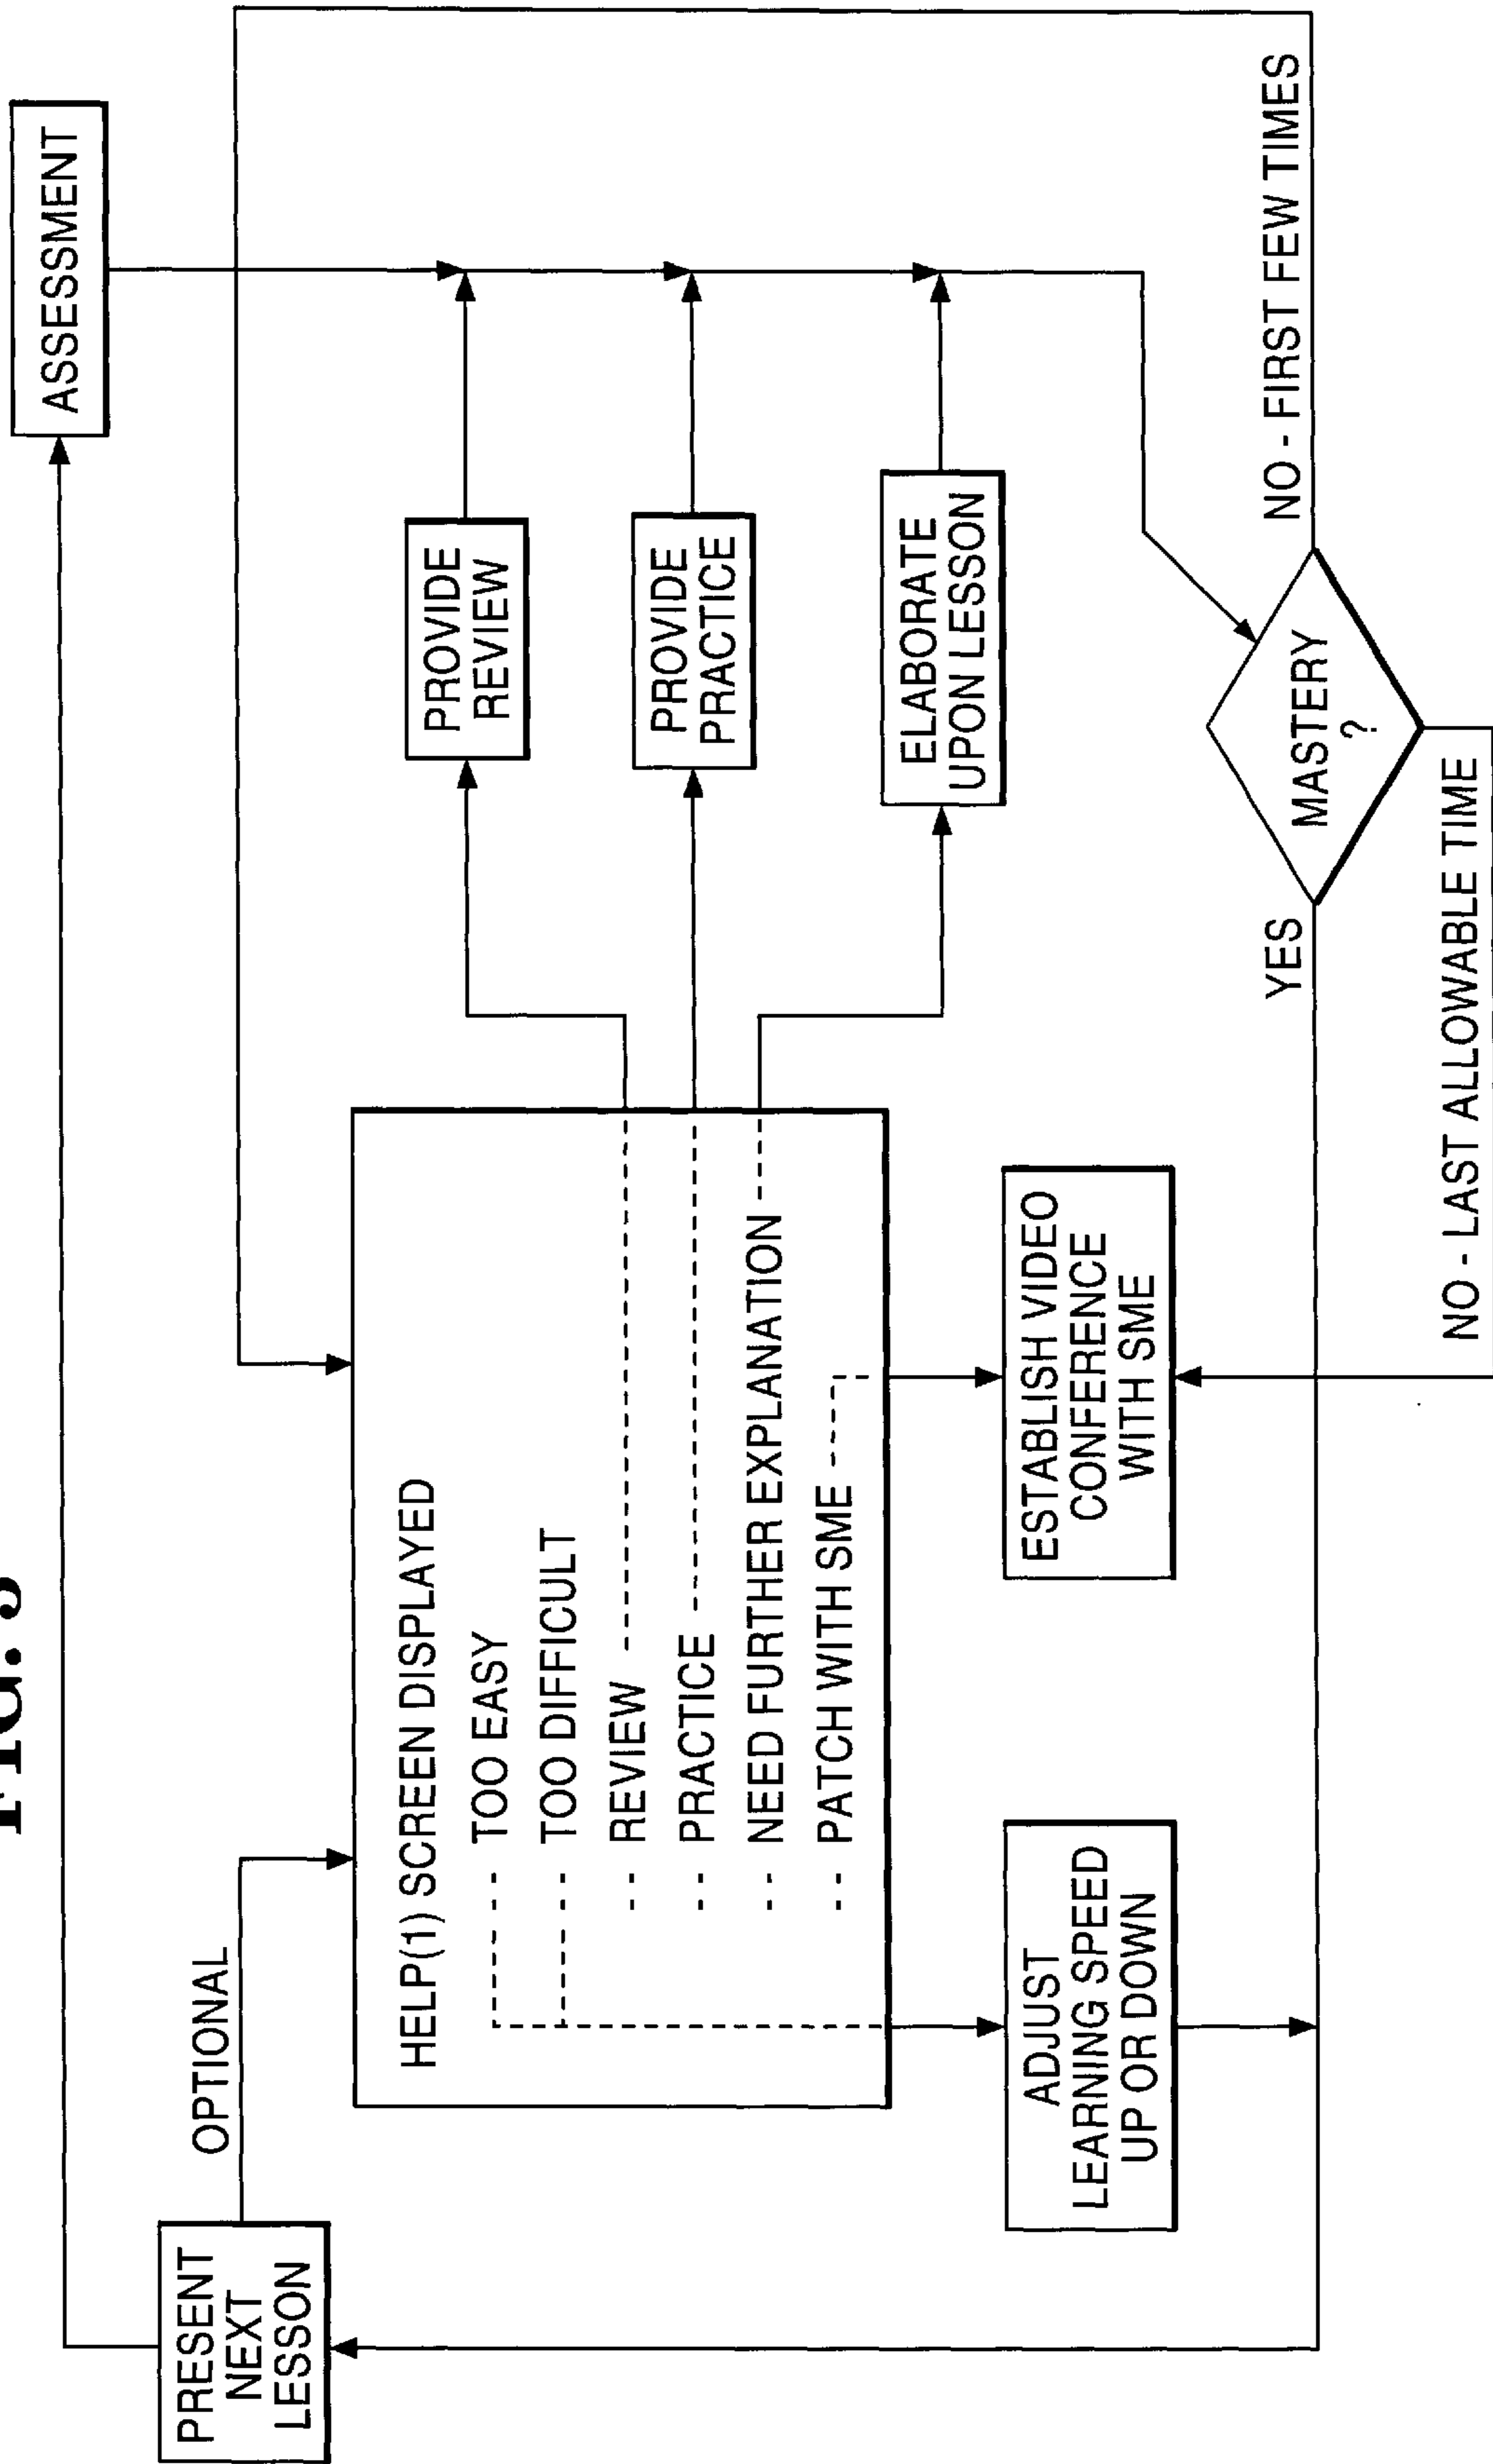 PRESENT
NEXT
LESSON
OPTIONAL
ASSESSMENT
HELP(1) SCREEN DISPLAYED
-- TOO EASY
-- TOO DIFFICULT
-- REVIEW
-- PRACTICE
-- NEED FURTHER EXPLANATION
-- PATCH WITH SME
PROVIDE
REVIEW
PROVIDE
PRACTICE
ELABORATE
UPON LESSON
ADJUST
LEARNING SPEED
UP OR DOWN
ESTABLISH VIDEO
CONFERENCE
WITH SME
MASTERY
?
YES
NO - FIRST FEW TIMES
NO - LAST ALLOWABLE TIME